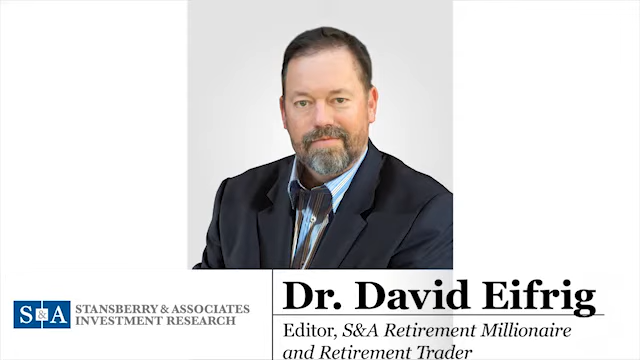 S&A
STANSBERRY & ASSOCIATES
INVESTMENT RESEARCH
Dr. David Eifrig
Editor, S&A Retirement Millionaire
and Retirement Trader